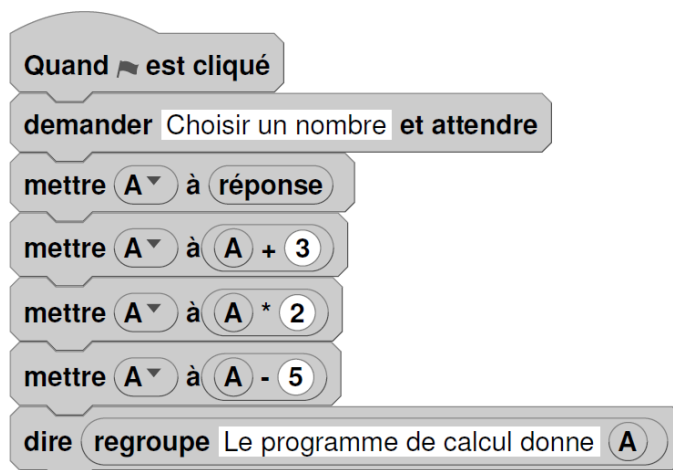 Quand est cliqué
demander Choisir un nombre et attendre
mettre A à réponse
mettre A à A + 3
mettre A à A * 2
mettre A à A - 5
dire regroupe Le programme de calcul donne A